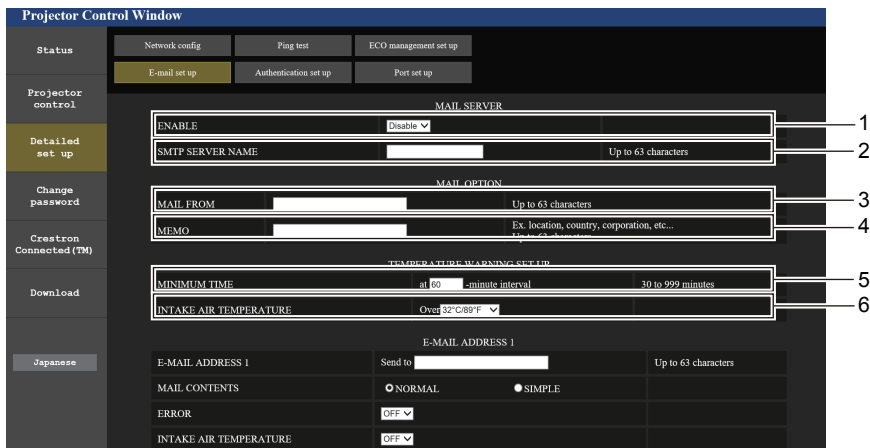 Projector Control Window
Status
Projector
control
Detailed
set up
Change
password
Crestron
Connected(TM)
Download
Japanese
Network config Ping test ECO management set up
E-mail set up Authentication set up Port set up
MAIL SERVER
ENABLE Disable 1
SMTP SERVER NAME Up to 63 characters 2
MAIL OPTION
MAIL FROM Up to 63 characters 3
MEMO Ex. location, country, corporation, etc... 4
Up to 63 characters
TEMPERATURE WARNING SET UP
MINIMUM TIME at 60 -minute interval 30 to 999 minutes 5
INTAKE AIR TEMPERATURE Over 32°C/89°F 6
E-MAIL ADDRESS 1
E-MAIL ADDRESS 1 Send to Up to 63 characters
MAIL CONTENTS NORMAL SIMPLE
ERROR OFF
INTAKE AIR TEMPERATURE OFF